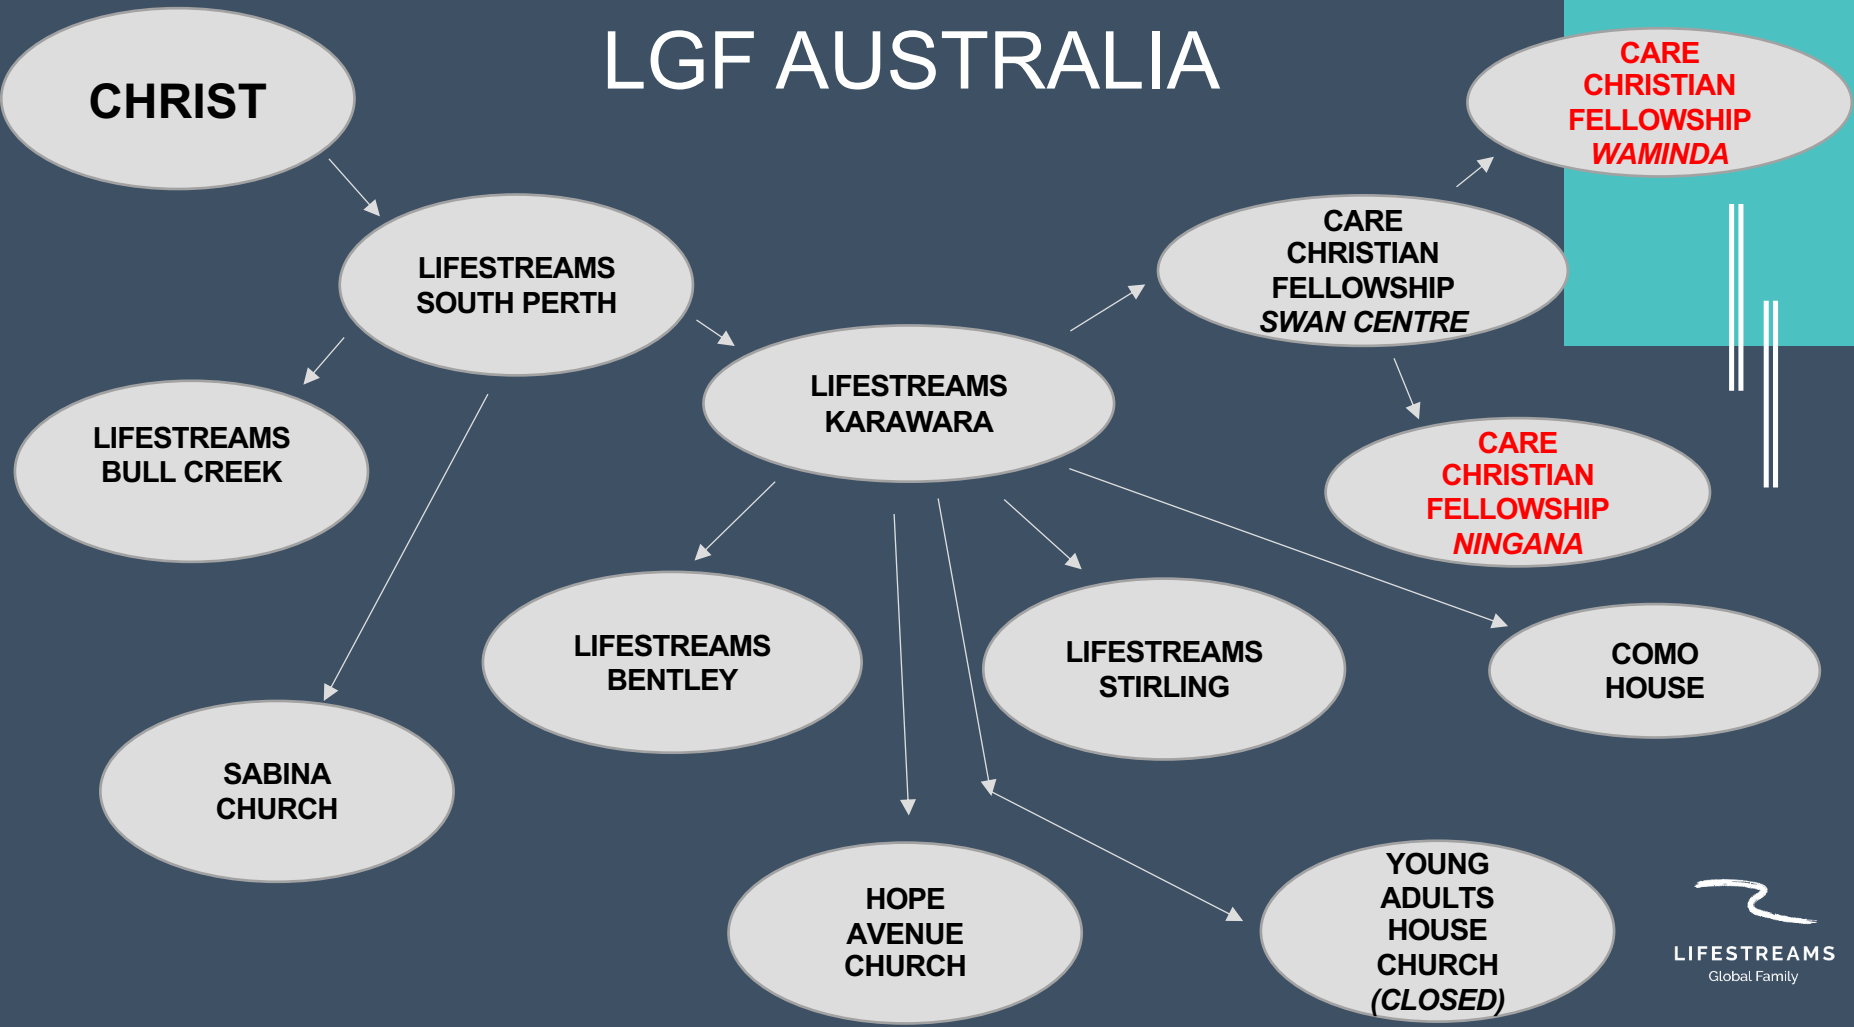 LGF AUSTRALIA
CHRIST
CARE
CHRISTIAN
FELLOWSHIP
WAMINDA
LIFESTREAMS
SOUTH PERTH
CARE
CHRISTIAN
FELLOWSHIP
SWAN CENTRE
LIFESTREAMS
KARAWARA
LIFESTREAMS
BULL CREEK
CARE
CHRISTIAN
FELLOWSHIP
NINGANA
LIFESTREAMS
BENTLEY
LIFESTREAMS
STIRLING
COMO
HOUSE
SABINA
CHURCH
HOPE
AVENUE
CHURCH
YOUNG
ADULTS
HOUSE
CHURCH
(CLOSED)
LIFESTREAMS
Global Family